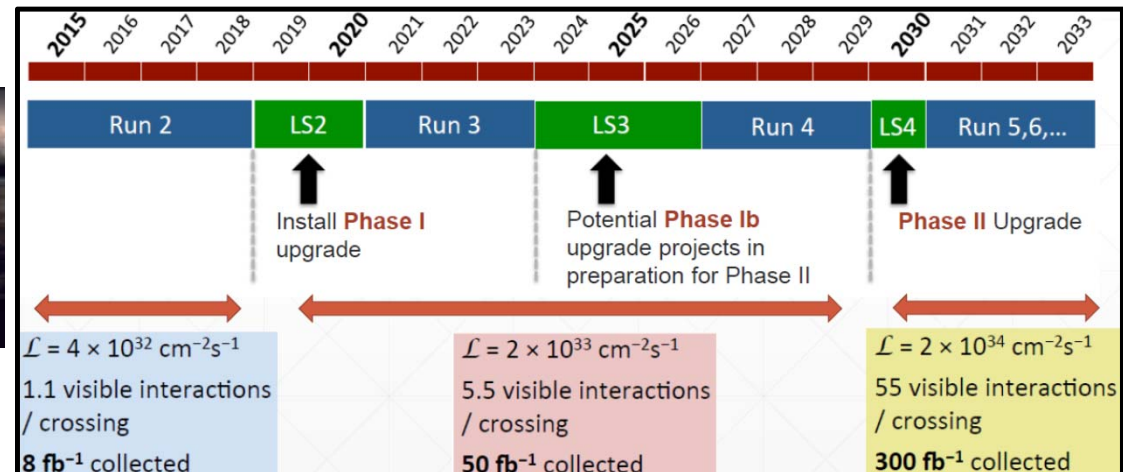 2015 2016 2017 2018 2019 2020 2021 2022 2023 2024 2025 2026 2027 2028 2029 2030 2031 2032 2033
Run 2 LS2 Run 3 LS3 Run 4 LS4 Run 5,6,...
Install Phase I
upgrade
Potential Phase Ib
upgrade projects in
preparation for Phase II
Phase II Upgrade
ℒ = 4 × 10³² cm⁻²s⁻¹
1.1 visible interactions
/ crossing
8 fb⁻¹ collected
ℒ = 2 × 10³³ cm⁻²s⁻¹
5.5 visible interactions
/ crossing
50 fb⁻¹ collected
ℒ = 2 × 10³⁴ cm⁻²s⁻¹
55 visible interactions
/ crossing
300 fb⁻¹ collected